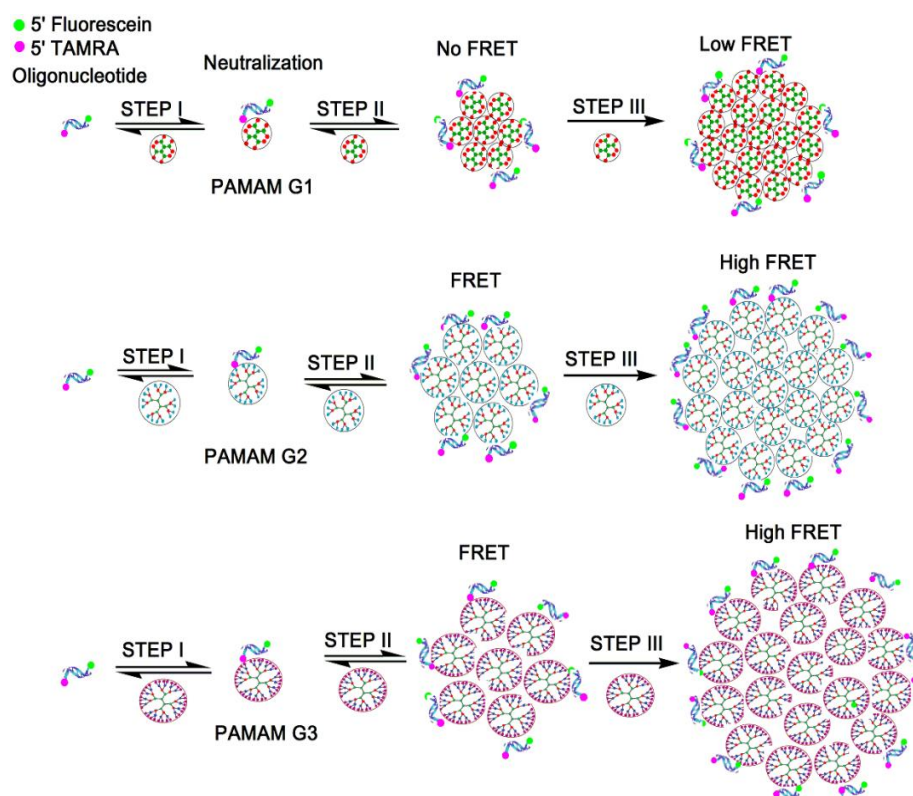 5' Fluorescein
5' TAMRA
Oligonucleotide
Neutralization
No FRET
Low FRET
STEP I
STEP II
STEP III
PAMAM G1
FRET
High FRET
STEP I
STEP II
STEP III
PAMAM G2
FRET
High FRET
STEP I
STEP II
STEP III
PAMAM G3